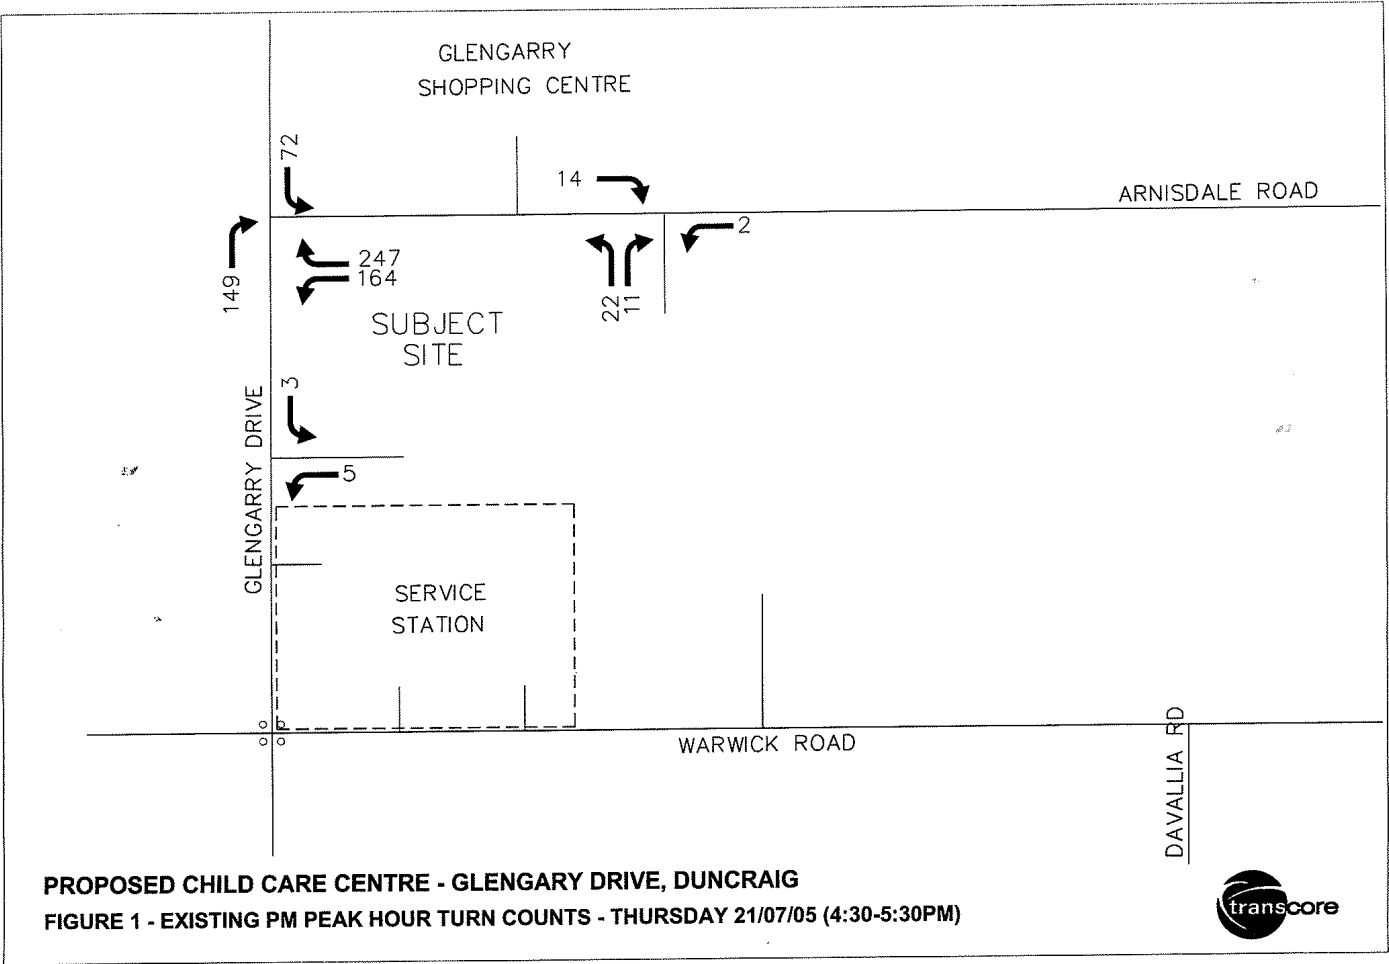 GLENGARRY
SHOPPING CENTRE
72
14
ARNISDALE ROAD
2
149
247
164
22
11
SUBJECT
SITE
3
GLENGARRY DRIVE
5
SERVICE
STATION
WARWICK ROAD
DAVALLIA RD
PROPOSED CHILD CARE CENTRE - GLENGARY DRIVE, DUNCRAIG
FIGURE 1 - EXISTING PM PEAK HOUR TURN COUNTS - THURSDAY 21/07/05 (4:30-5:30PM)
transcore